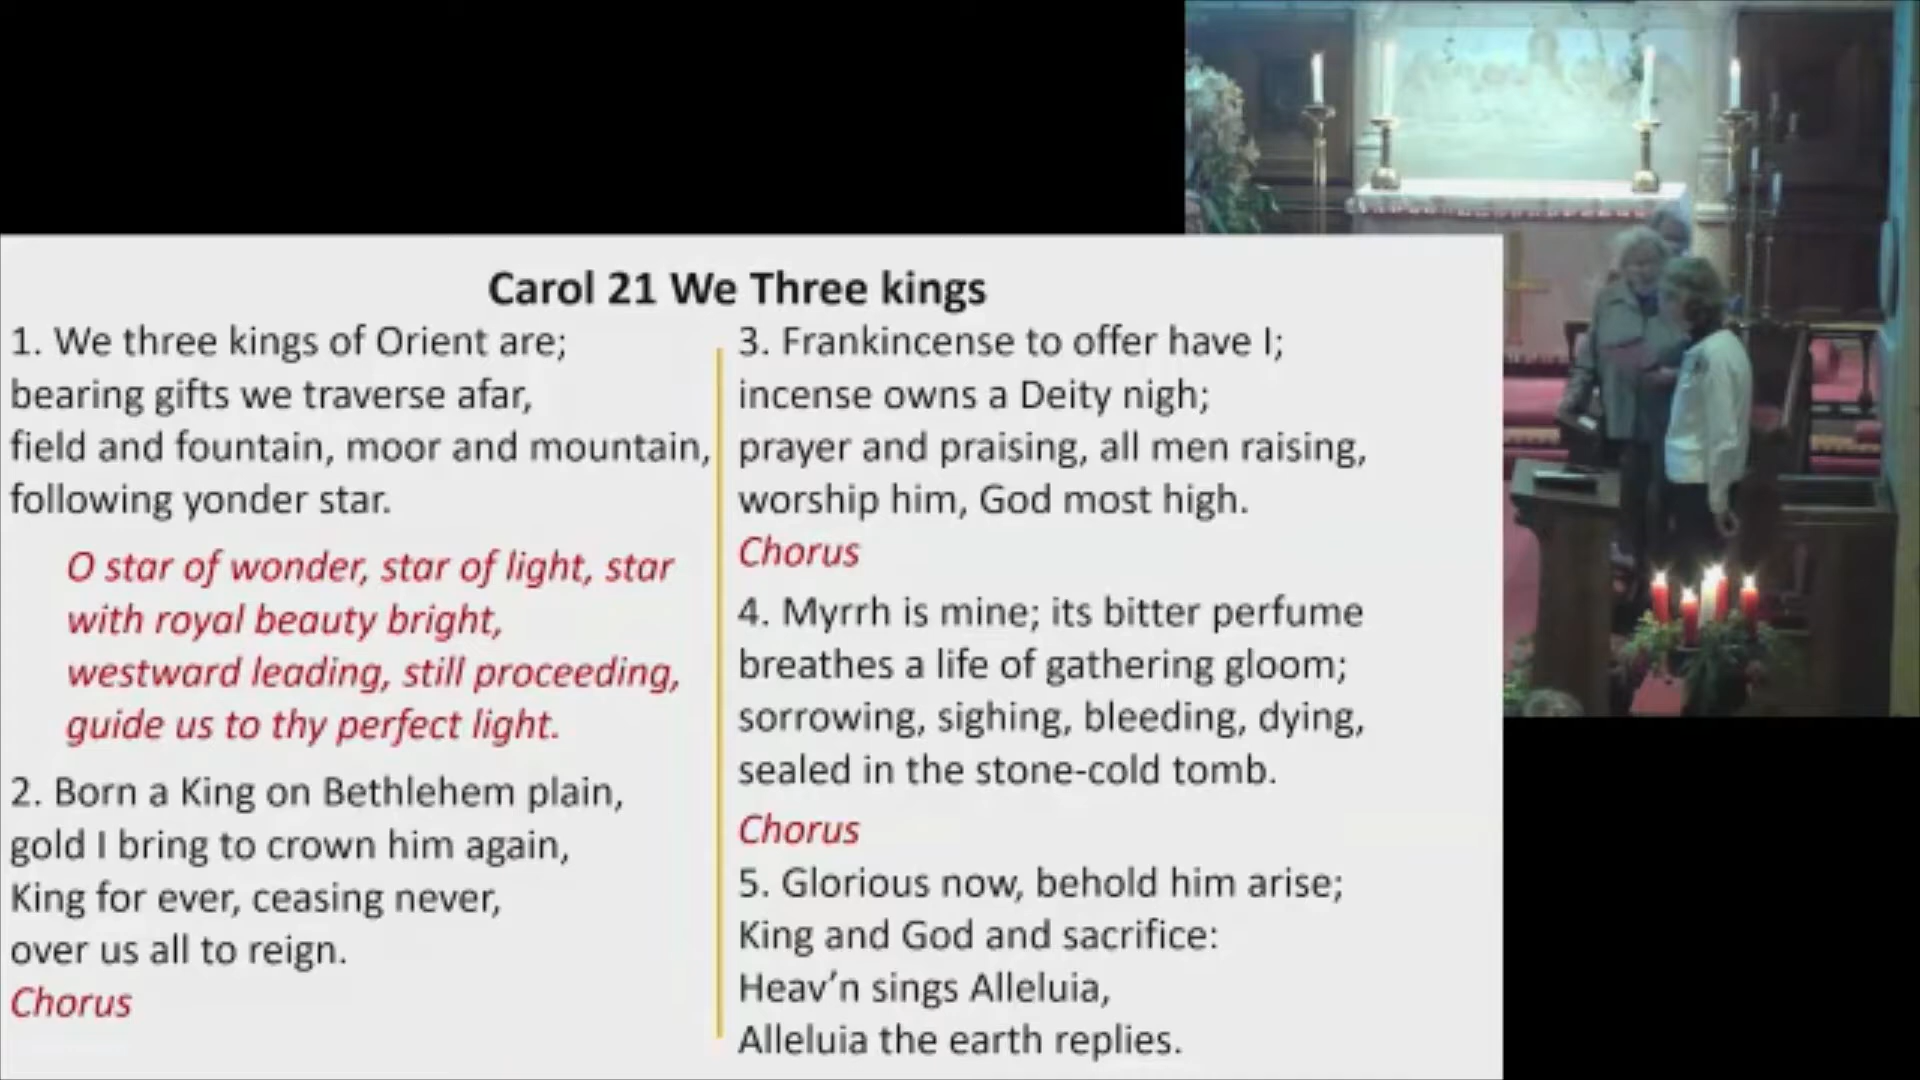 Carol 21 We Three kings
1. We three kings of Orient are;
bearing gifts we traverse afar,
field and fountain, moor and mountain,
following yonder star.
O star of wonder, star of light, star
with royal beauty bright,
westward leading, still proceeding,
guide us to thy perfect light.
2. Born a King on Bethlehem plain,
gold I bring to crown him again,
King for ever, ceasing never,
over us all to reign.
Chorus
3. Frankincense to offer have I;
incense owns a Deity nigh;
prayer and praising, all men raising,
worship him, God most high.
Chorus
4. Myrrh is mine; its bitter perfume
breathes a life of gathering gloom;
sorrowing, sighing, bleeding, dying,
sealed in the stone-cold tomb.
Chorus
5. Glorious now, behold him arise;
King and God and sacrifice:
Heav’n sings Alleluia,
Alleluia the earth replies.